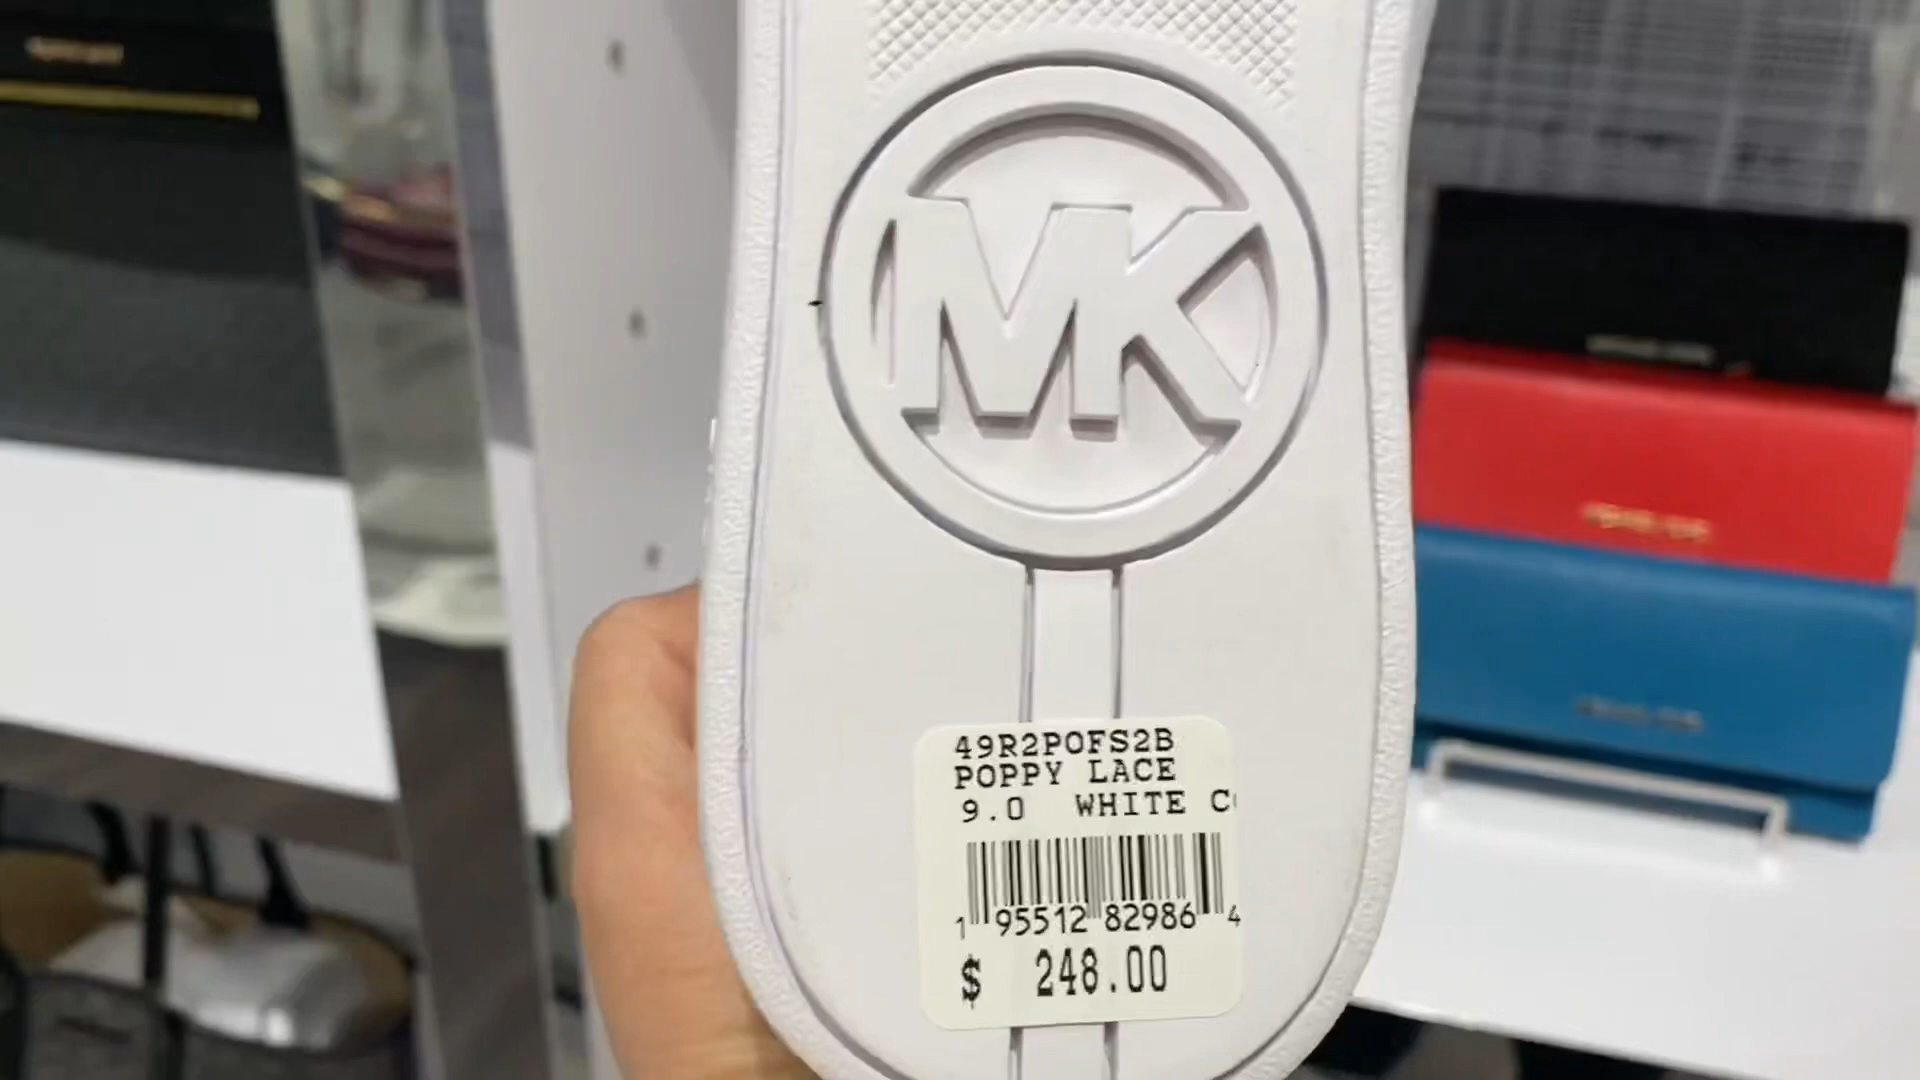 MK
49R2POFS2B
POPPY LACE
9.0 WHITE
1 95512 82986 4
$ 248.00